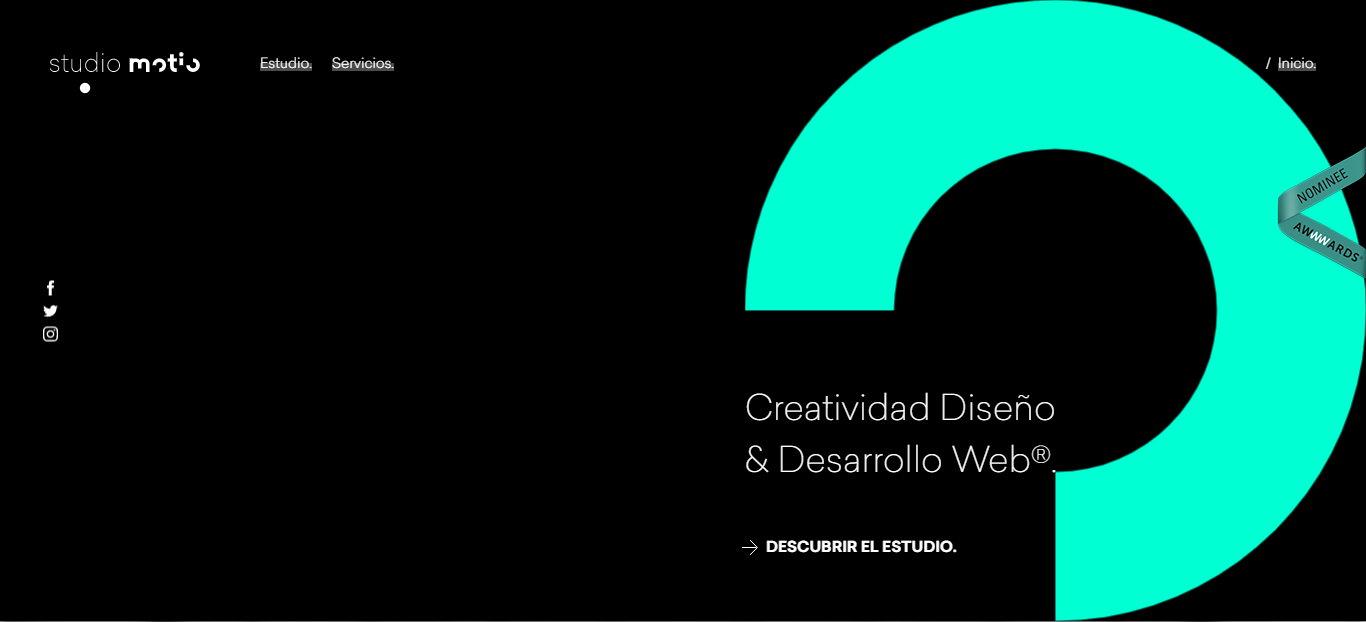 studio motio
Estudio.
Servicios.
/ Inicio.
NOMINEE
AWWWARDS
Creatividad Diseño
& Desarrollo Web®.
DESCUBRIR EL ESTUDIO.